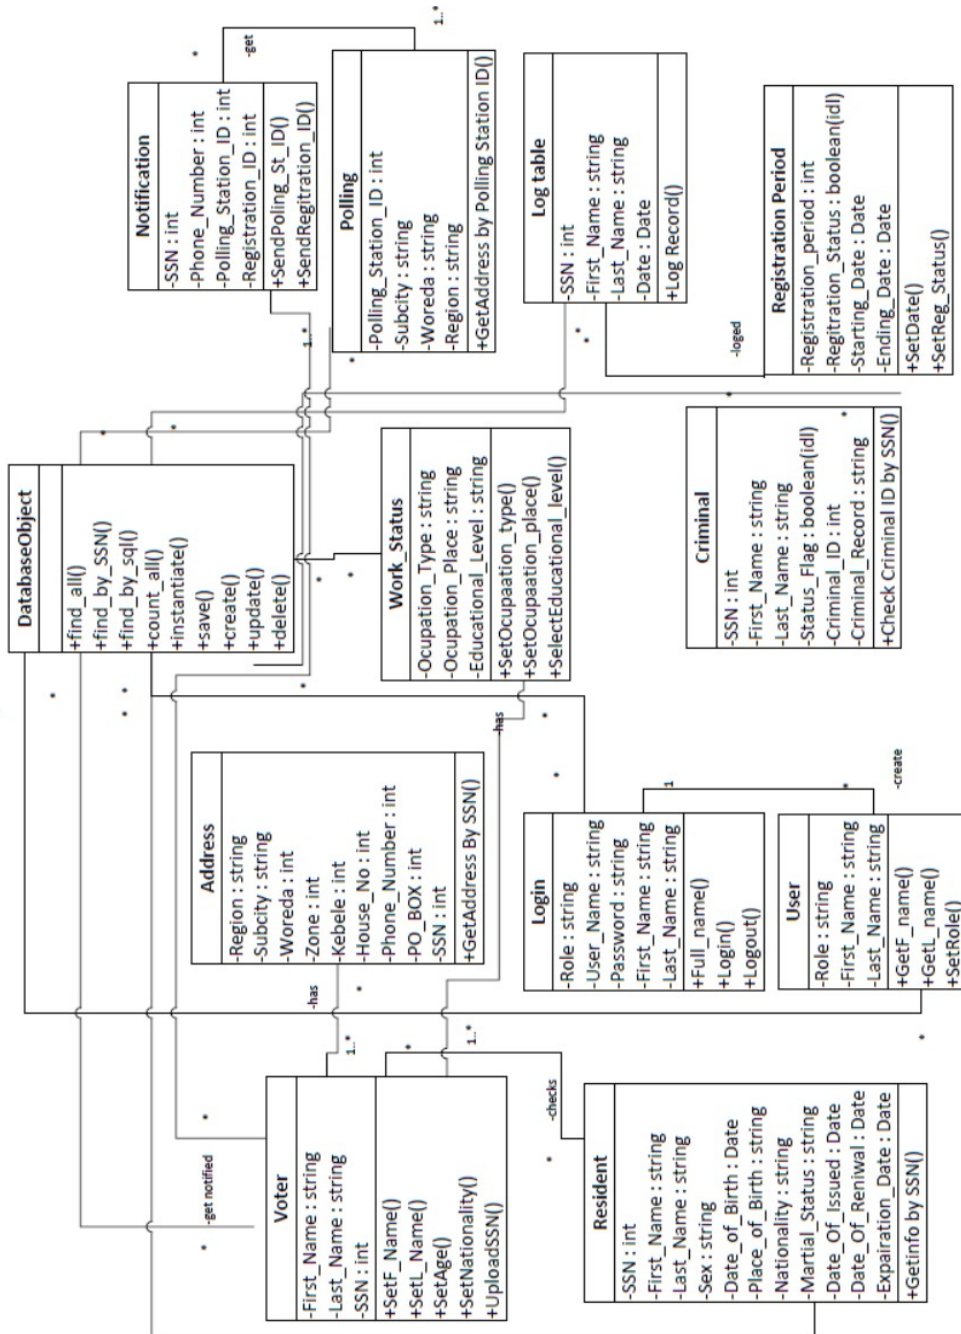 DatabaseObject
+find_all()
+find_by_SSN()
+find_by_sql()
+count_all()
+instantiate()
+save()
+create()
+update()
+delete()
*
*
*
*
*
*
*
*
1..*
Notification
-SSN : int
-Phone_Number : int
-Polling_Station_ID : int
-Registration_ID : int
+SendPoling_St_ID()
+SendRegitration_ID()
*
-get
1..*
Polling
-Polling_Station_ID : int
-Subcity : string
-Woreda : string
-Region : string
+GetAddress by Polling Station ID()
*
Log table
-SSN : int
-First_Name : string
-Last_Name : string
-Date : Date
+Log Record()
*
-loged
*
Registration Period
-Registration_period : int
-Regitration_Status : boolean(idl)
-Starting_Date : Date
-Ending_Date : Date
+SetDate()
+SetReg_Status()
Work_Status
-Ocupation_Type : string
-Ocupation_Place : string
-Educational_Level : string
+SetOcupaation_type()
+SetOcupation_place()
+SelectEducational_level()
*
-has
Criminal
-SSN : int
-First_Name : string
-Last_Name : string
-Status_Flag : boolean(idl)
-Criminal_ID : int
-Criminal_Record : string
+Check Criminal ID by SSN()
*
Address
-Region : string
-Subcity : string
-Woreda : int
-Zone : int
-Kebele : int
-House_No : int
-Phone_Number : int
-PO_BOX : int
-SSN : int
+GetAddress By SSN()
-has
*
1..*
Login
-Role : string
-User_Name : string
-Password : string
-First_Name : string
-Last_Name : string
+Full_name()
+Login()
+Logout()
*
1
-create
*
User
-Role : string
-First_Name : string
-Last_Name : string
+GetF_name()
+GetL_name()
+SetRole()
*
Voter
-First_Name : string
-Last_Name : string
-SSN : int
+SetF_Name()
+SetL_Name()
+SetAge()
+SetNationality()
+UploadSSN()
*
-get notified
*
*
1..*
-checks
*
Resident
-SSN : int
-First_Name : string
-Last_Name : string
-Sex : string
-Date_of_Birth : Date
-Place_of_Birth : string
-Nationality : string
-Martial_Status : string
-Date_Of_Issued : Date
-Date_Of_Reniwal : Date
-Expairation_Date : Date
+Getinfo by SSN()